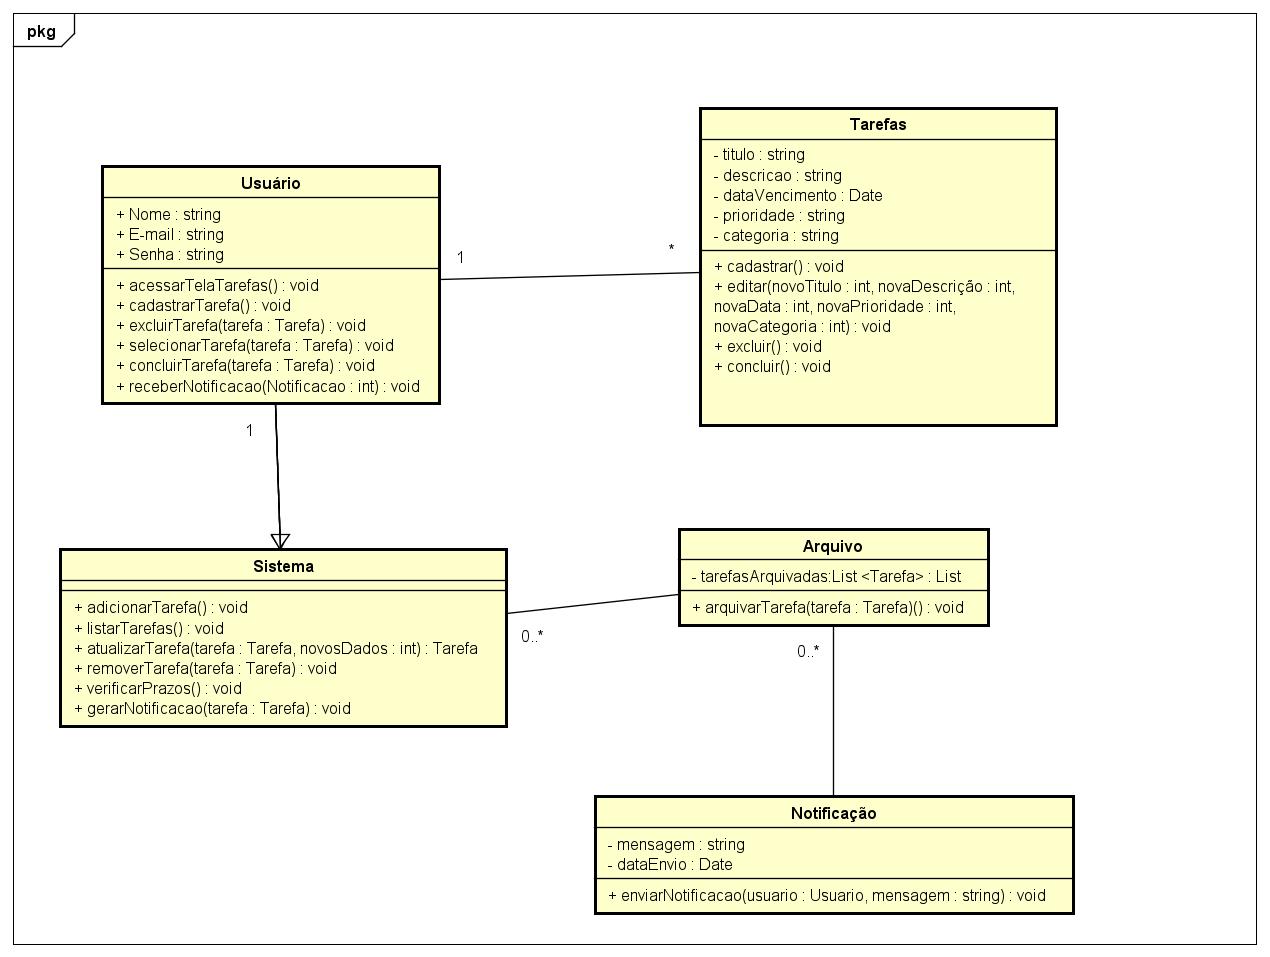 pkg
Tarefas
- titulo : string
- descricao : string
- dataVencimento : Date
- prioridade : string
- categoria : string
+ cadastrar() : void
+ editar(novoTitulo : int, novaDescrição : int,
novaData : int, novaPrioridade : int,
novaCategoria : int) : void
+ excluir() : void
+ concluir() : void
Usuário
+ Nome : string
+ E-mail : string
+ Senha : string
+ acessarTelaTarefas() : void
+ cadastrarTarefa() : void
+ excluirTarefa(tarefa : Tarefa) : void
+ selecionarTarefa(tarefa : Tarefa) : void
+ concluirTarefa(tarefa : Tarefa) : void
+ receberNotificacao(Notificacao : int) : void
1
*
1
Sistema
+ adicionarTarefa() : void
+ listarTarefas() : void
+ atualizarTarefa(tarefa : Tarefa, novosDados : int) : Tarefa
+ removerTarefa(tarefa : Tarefa) : void
+ verificarPrazos() : void
+ gerarNotificacao(tarefa : Tarefa) : void
0..*
Arquivo
- tarefasArquivadas:List <Tarefa> : List
+ arquivarTarefa(tarefa : Tarefa)() : void
0..*
Notificação
- mensagem : string
- dataEnvio : Date
+ enviarNotificacao(usuario : Usuario, mensagem : string) : void